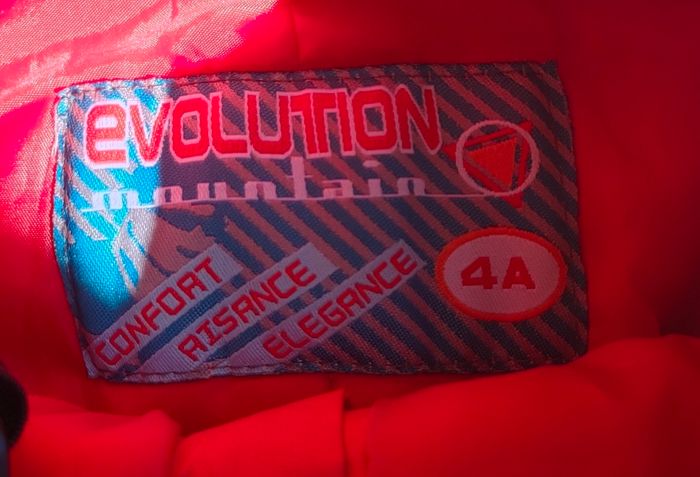 evOLUTION
mountain
4A
CONFORT
AISANCE
ELEGANCE